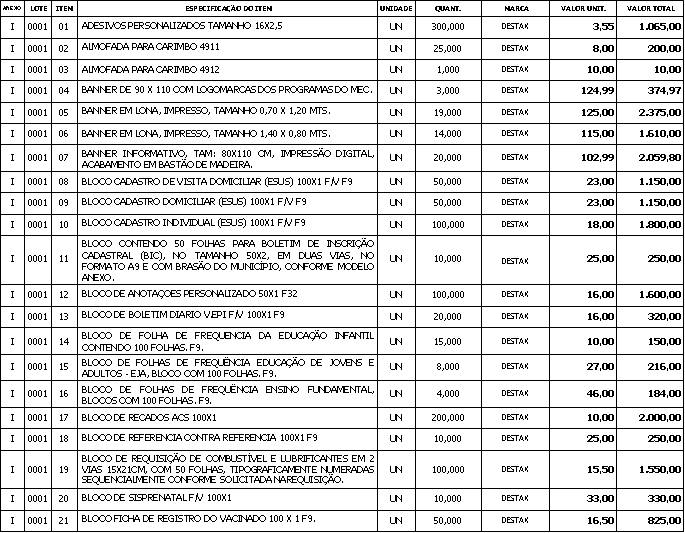 ANEXO LOTE ITEM ESPECIFICAÇÃO DO ITEM UNIDADE QUANT. MARCA VALOR UNIT. VALOR TOTAL
I 0001 01 ADESIVOS PERSONALIZADOS TAMANHO 16X2,5 UN 300,000 DESTAK 3,55 1.065,00
I 0001 02 ALMOFADA PARA CARIMBO 4911 UN 25,000 DESTAK 8,00 200,00
I 0001 03 ALMOFADA PARA CARIMBO 4912 UN 1,000 DESTAK 10,00 10,00
I 0001 04 BANNER DE 90 X 110 COM LOGOMARCAS DOS PROGRAMAS DO MEC. UN 3,000 DESTAK 124,99 374,97
I 0001 05 BANNER EM LONA, IMPRESSO, TAMANHO 0,70 X 1,20 MTS. UN 19,000 DESTAK 125,00 2.375,00
I 0001 06 BANNER EM LONA, IMPRESSO, TAMANHO 1,40 X 0,80 MTS. UN 14,000 DESTAK 115,00 1.610,00
I 0001 07 BANNER INFORMATIVO, TAM: 80X110 CM, IMPRESSÃO DIGITAL,
ACABAMENTO EM BASTÃO DE MADEIRA. UN 20,000 DESTAK 102,99 2.059,80
I 0001 08 BLOCO CADASTRO DE VISITA DOMICILIAR (ESUS) 100X1 F/V F9 UN 50,000 DESTAK 23,00 1.150,00
I 0001 09 BLOCO CADASTRO DOMICILIAR (ESUS) 100X1 F/V F9 UN 50,000 DESTAK 23,00 1.150,00
I 0001 10 BLOCO CADASTRO INDIVIDUAL (ESUS) 100X1 F/V F9 UN 100,000 DESTAK 18,00 1.800,00
I 0001 11 BLOCO CONTENDO 50 FOLHAS PARA BOLETIM DE INSCRIÇÃO
CADASTRAL (BIC), NO TAMANHO 50X2, EM DUAS VIAS, NO
FORMATO A9 E COM BRASÃO DO MUNICÍPIO, CONFORME MODELO
ANEXO. UN 10,000 DESTAK 25,00 250,00
I 0001 12 BLOCO DE ANOTAÇOES PERSONALIZADO 50X1 F32 UN 100,000 DESTAK 16,00 1.600,00
I 0001 13 BLOCO DE BOLETIM DIARIO V.EPI F/V 100X1 F9 UN 20,000 DESTAK 16,00 320,00
I 0001 14 BLOCO DE FOLHA DE FREQUENCIA DA EDUCAÇÃO INFANTIL
CONTENDO 100 FOLHAS. F9. UN 15,000 DESTAK 10,00 150,00
I 0001 15 BLOCO DE FOLHAS DE FREQUÊNCIA EDUCAÇÃO DE JOVENS E
ADULTOS - EJA, BLOCO COM 100 FOLHAS. F9. UN 8,000 DESTAK 27,00 216,00
I 0001 16 BLOCO DE FOLHAS DE FREQUÊNCIA ENSINO FUNDAMENTAL,
BLOCOS COM 100 FOLHAS. F9. UN 4,000 DESTAK 46,00 184,00
I 0001 17 BLOCO DE RECADOS ACS 100X1 UN 200,000 DESTAK 10,00 2.000,00
I 0001 18 BLOCO DE REFERENCIA CONTRA REFERENCIA 100X1 F9 UN 10,000 DESTAK 25,00 250,00
I 0001 19 BLOCO DE REQUISIÇÃO DE COMBUSTÍVEL E LUBRIFICANTES EM 2
VIAS 15X21CM, COM 50 FOLHAS, TIPOGRAFICAMENTE NUMERADAS
SEQUENCIALMENTE CONFORME SOLICITADA NA REQUISIÇÃO. UN 100,000 DESTAK 15,50 1.550,00
I 0001 20 BLOCO DE SISPRENATAL F/V 100X1 UN 10,000 DESTAK 33,00 330,00
I 0001 21 BLOCO FICHA DE REGISTRO DO VACINADO 100 X 1 F9. UN 50,000 DESTAK 16,50 825,00